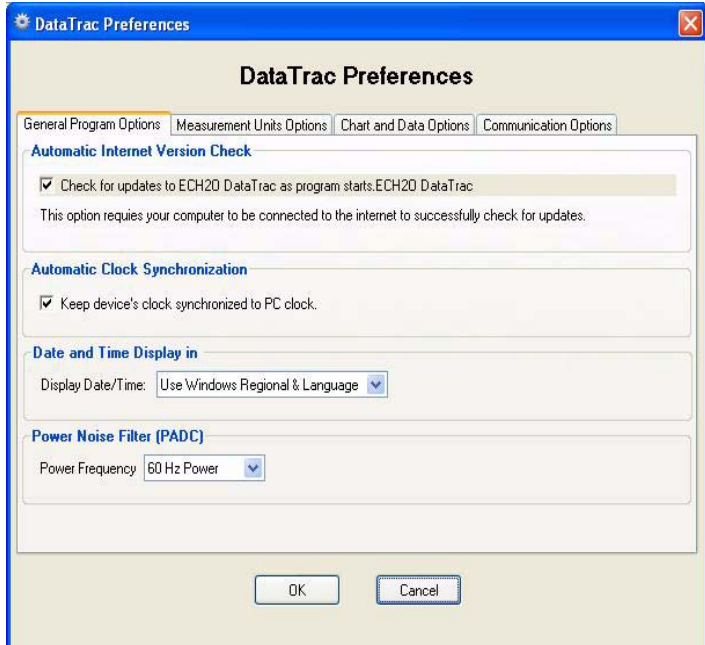 DataTrac Preferences
DataTrac Preferences
General Program Options Measurement Units Options Chart and Data Options Communication Options
Automatic Internet Version Check
Check for updates to ECH20 DataTrac as program starts.ECH20 DataTrac
This option requies your computer to be connected to the internet to successfully check for updates.
Automatic Clock Synchronization
Keep device's clock synchronized to PC clock.
Date and Time Display in
Display Date/Time: Use Windows Regional & Language
Power Noise Filter (PADC)
Power Frequency 60 Hz Power
OK Cancel